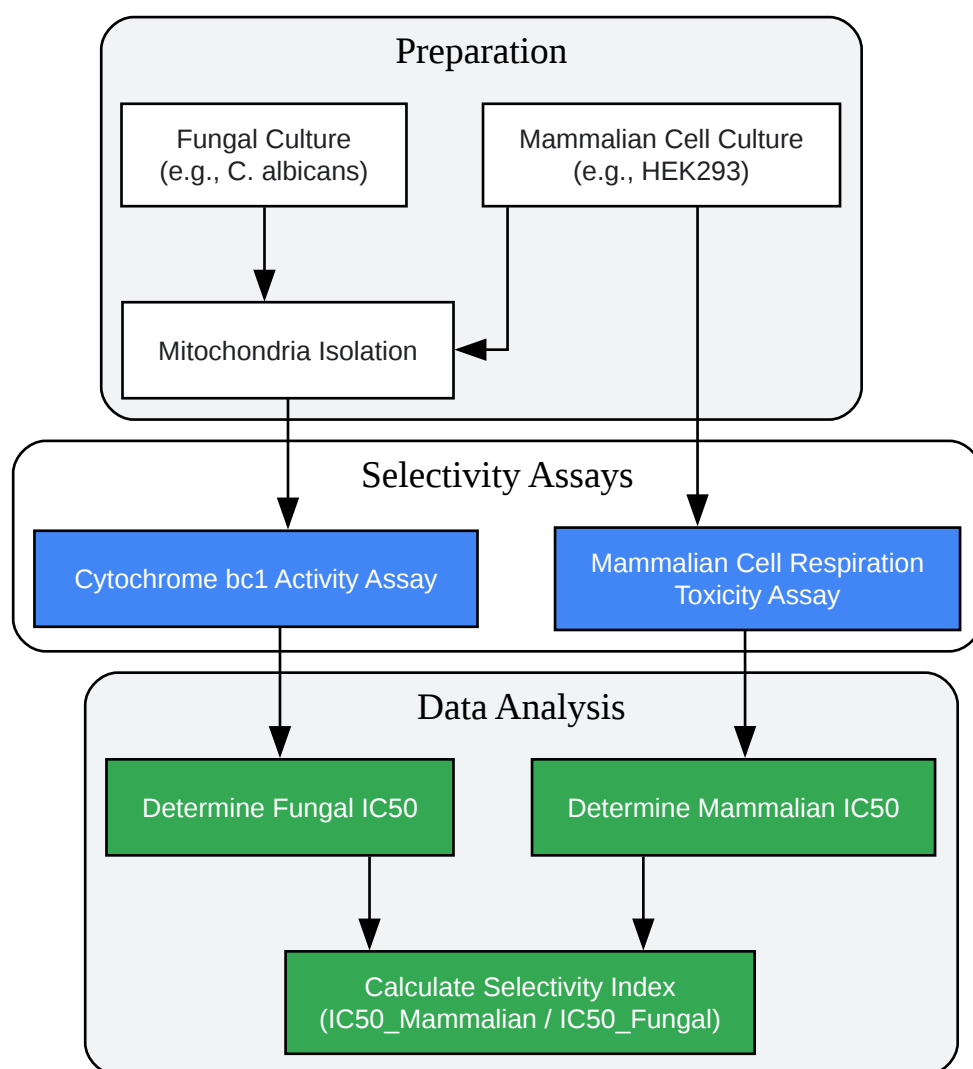 Preparation
Fungal Culture
(e.g., C. albicans)
Mammalian Cell Culture
(e.g., HEK293)
Mitochondria Isolation
Selectivity Assays
Cytochrome bc1 Activity Assay
Mammalian Cell Respiration
Toxicity Assay
Data Analysis
Determine Fungal IC50
Determine Mammalian IC50
Calculate Selectivity Index
(IC50_Mammalian / IC50_Fungal)